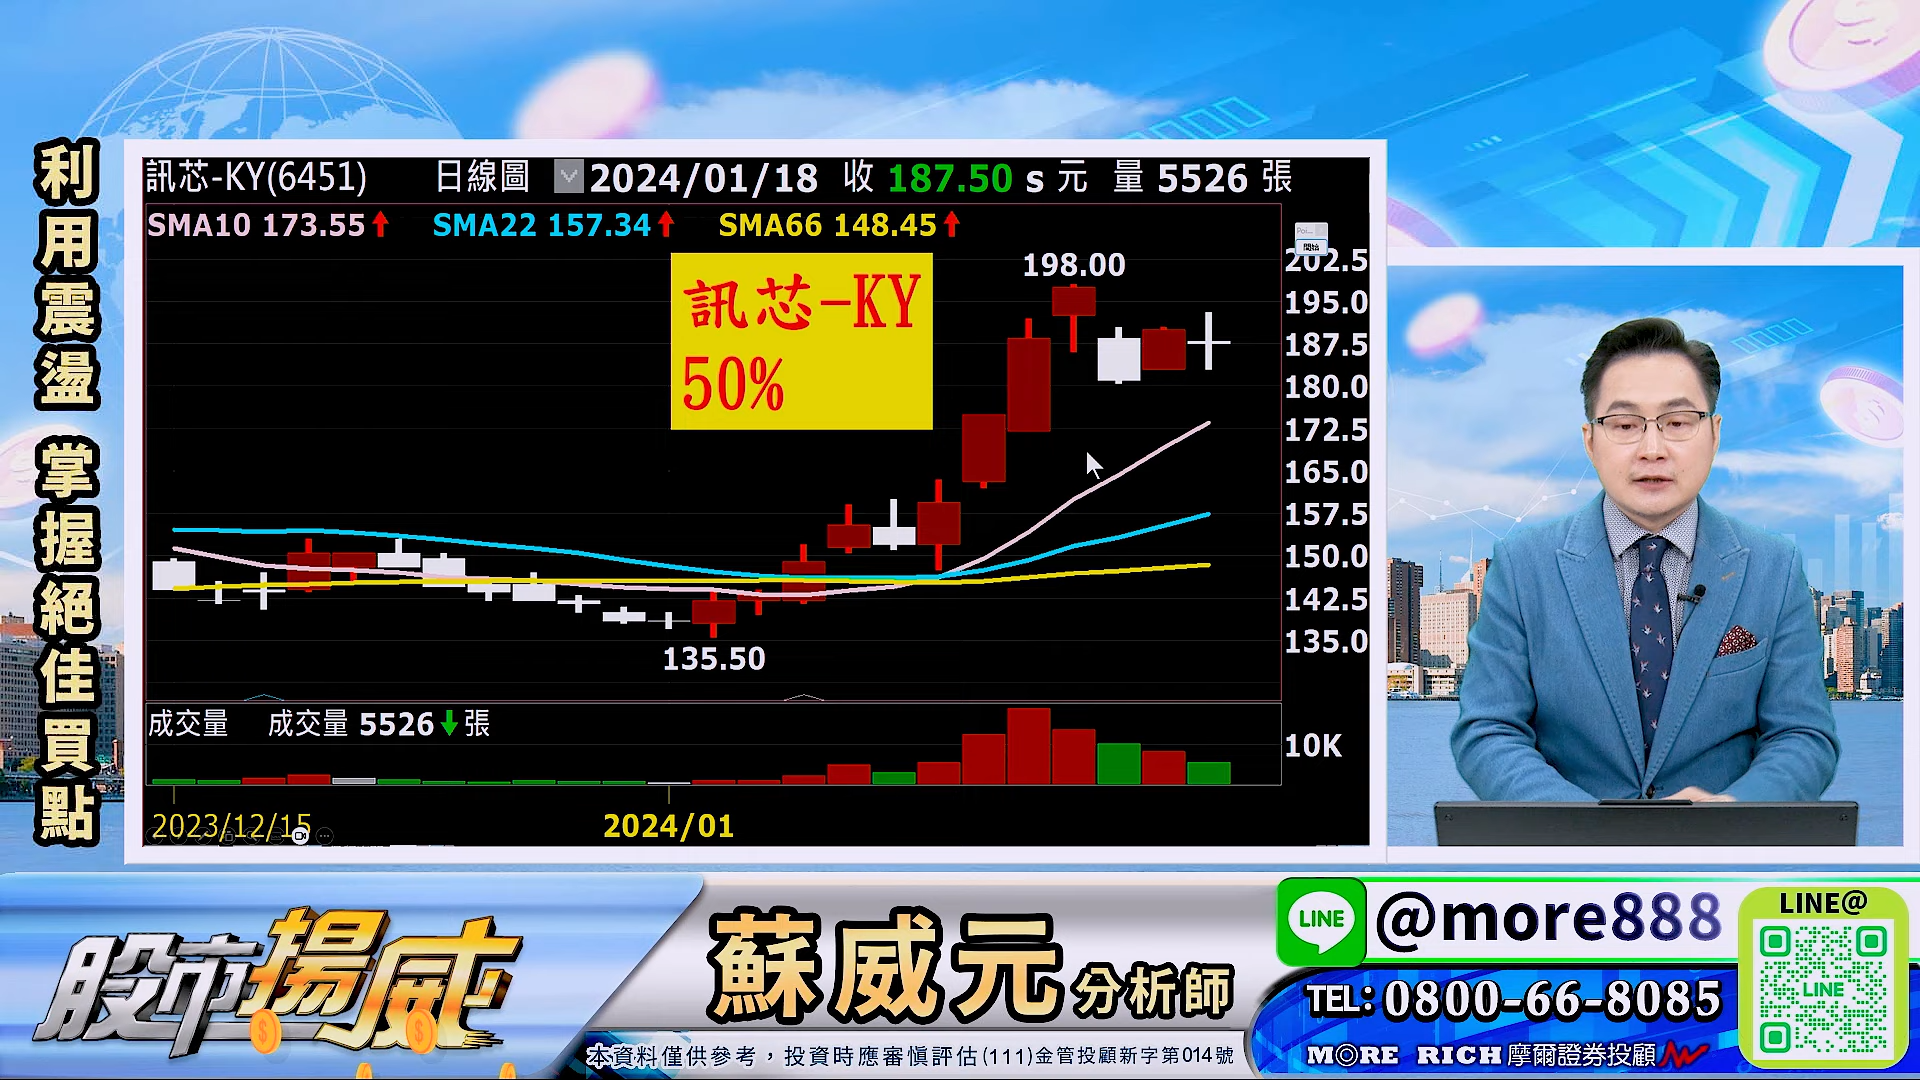 利用震盪 掌握絕佳買點
訊芯-KY(6451) 日線圖 2024/01/18 收 187.50 s 元 量 5526 張
SMA10 173.55 SMA22 157.34 SMA66 148.45
訊芯-KY
50%
198.00
135.50
開始
202.5
195.0
187.5
180.0
172.5
165.0
157.5
150.0
142.5
135.0
成交量 成交量 5526 張
10K
2023/12/15 2024/01
股市揚威
蘇威元 分析師
本資料僅供參考，投資時應審慎評估(111)金管投顧新字第014號
LINE @more888
TEL:0800-66-8085
MORE RICH 摩爾證券投顧
LINE@
LINE